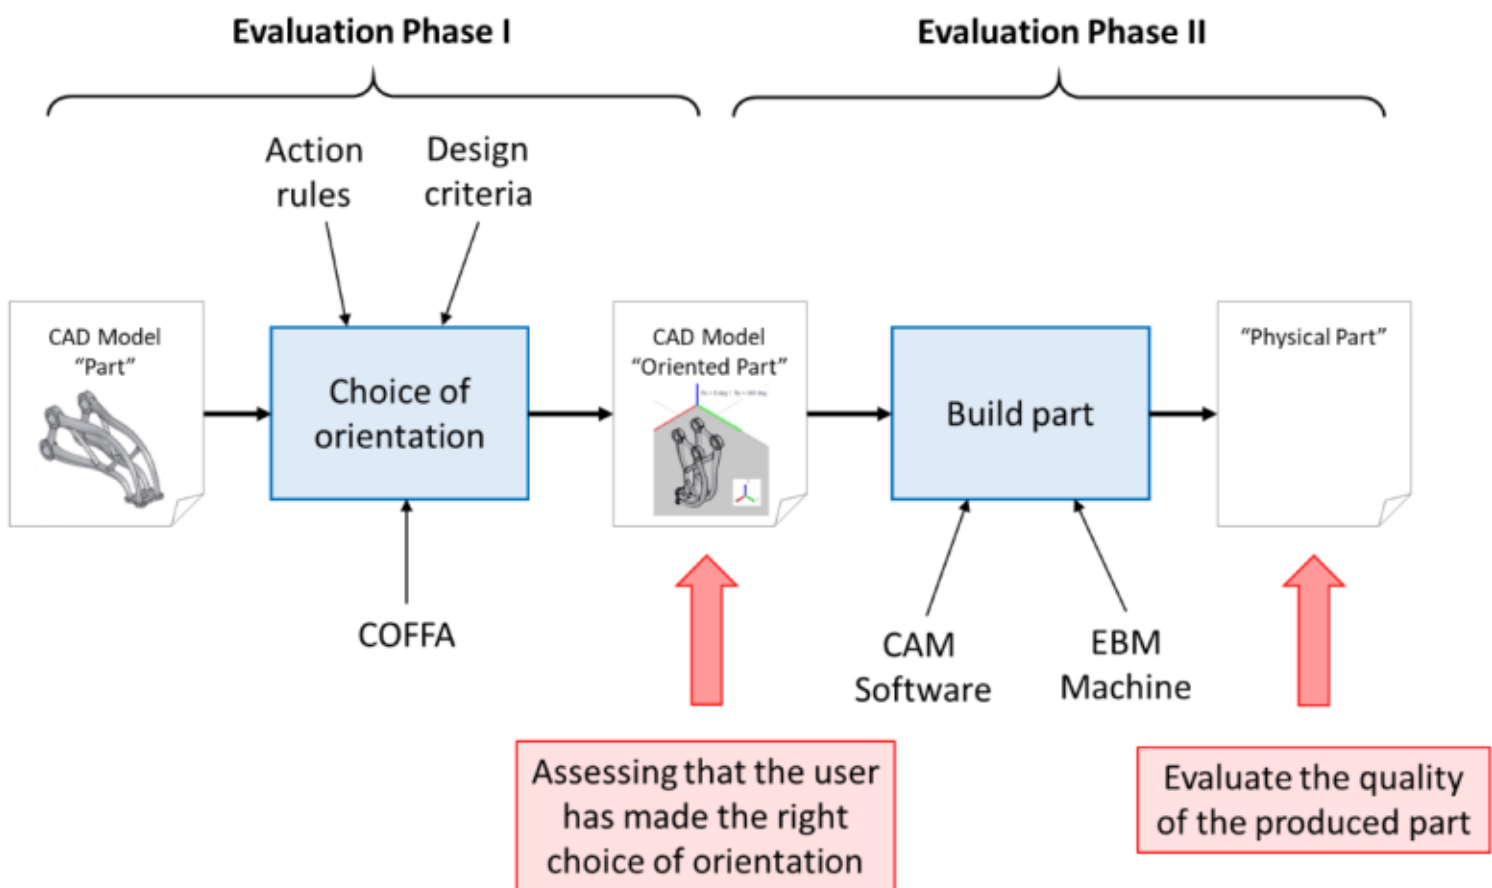 Evaluation Phase I
Evaluation Phase II
Action
rules
Design
criteria
CAD Model
“Part”
Choice of
orientation
CAD Model
“Oriented Part”
Build part
“Physical Part”
COFFA
CAM
Software
EBM
Machine
Assessing that the user
has made the right
choice of orientation
Evaluate the quality
of the produced part